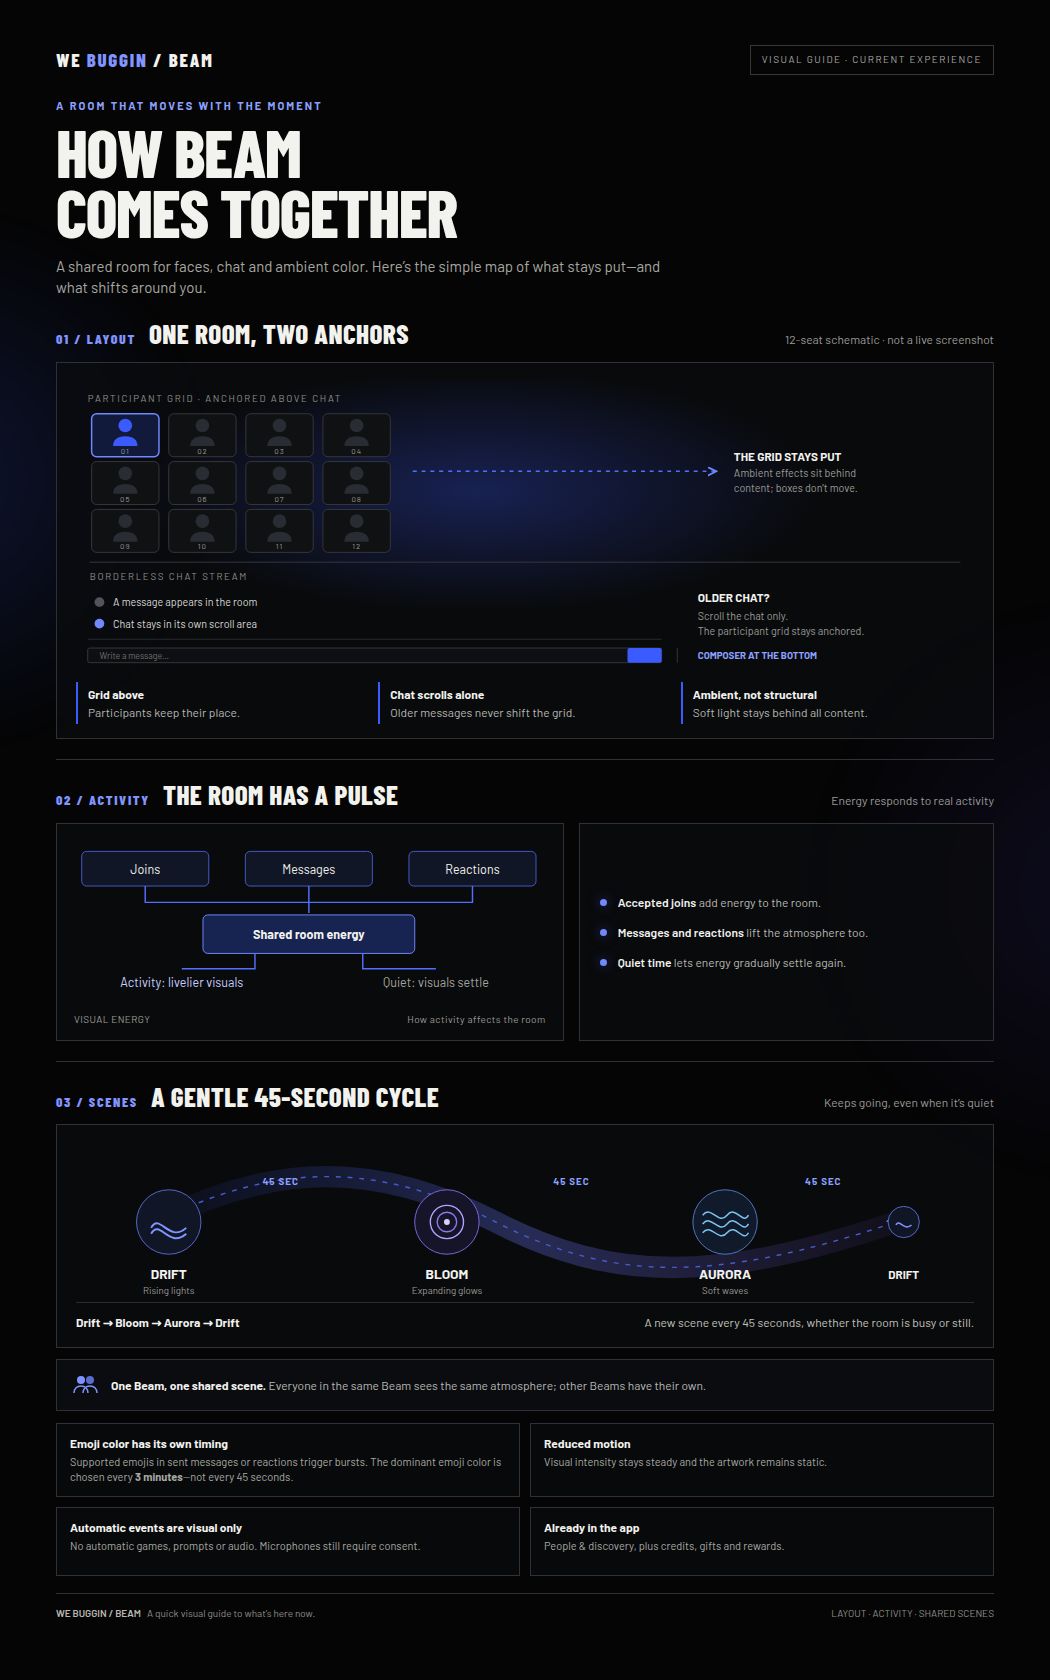 WE BUGGIN / BEAM
VISUAL GUIDE · CURRENT EXPERIENCE
A ROOM THAT MOVES WITH THE MOMENT
HOW BEAM
COMES TOGETHER
A shared room for faces, chat and ambient color. Here's the simple map of what stays put—and
what shifts around you.
01 / LAYOUT ONE ROOM, TWO ANCHORS
12-seat schematic · not a live screenshot
PARTICIPANT GRID · ANCHORED ABOVE CHAT
01 02 03 04
05 06 07 08
09 10 11 12
THE GRID STAYS PUT
Ambient effects sit behind
content; boxes don't move.
BORDERLESS CHAT STREAM
A message appears in the room
Chat stays in its own scroll area
Write a message...
OLDER CHAT?
Scroll the chat only.
The participant grid stays anchored.
COMPOSER AT THE BOTTOM
Grid above
Participants keep their place.
Chat scrolls alone
Older messages never shift the grid.
Ambient, not structural
Soft light stays behind all content.
02 / ACTIVITY THE ROOM HAS A PULSE
Energy responds to real activity
Joins
Messages
Reactions
Shared room energy
Activity: livelier visuals
Quiet: visuals settle
VISUAL ENERGY
How activity affects the room
Accepted joins add energy to the room.
Messages and reactions lift the atmosphere too.
Quiet time lets energy gradually settle again.
03 / SCENES A GENTLE 45-SECOND CYCLE
Keeps going, even when it's quiet
45 SEC
45 SEC
45 SEC
DRIFT
Rising lights
BLOOM
Expanding glows
AURORA
Soft waves
DRIFT
Drift → Bloom → Aurora → Drift
A new scene every 45 seconds, whether the room is busy or still.
One Beam, one shared scene. Everyone in the same Beam sees the same atmosphere; other Beams have their own.
Emoji color has its own timing
Supported emojis in sent messages or reactions trigger bursts. The dominant emoji color is
chosen every 3 minutes—not every 45 seconds.
Reduced motion
Visual intensity stays steady and the artwork remains static.
Automatic events are visual only
No automatic games, prompts or audio. Microphones still require consent.
Already in the app
People & discovery, plus credits, gifts and rewards.
WE BUGGIN / BEAM A quick visual guide to what's here now.
LAYOUT · ACTIVITY · SHARED SCENES